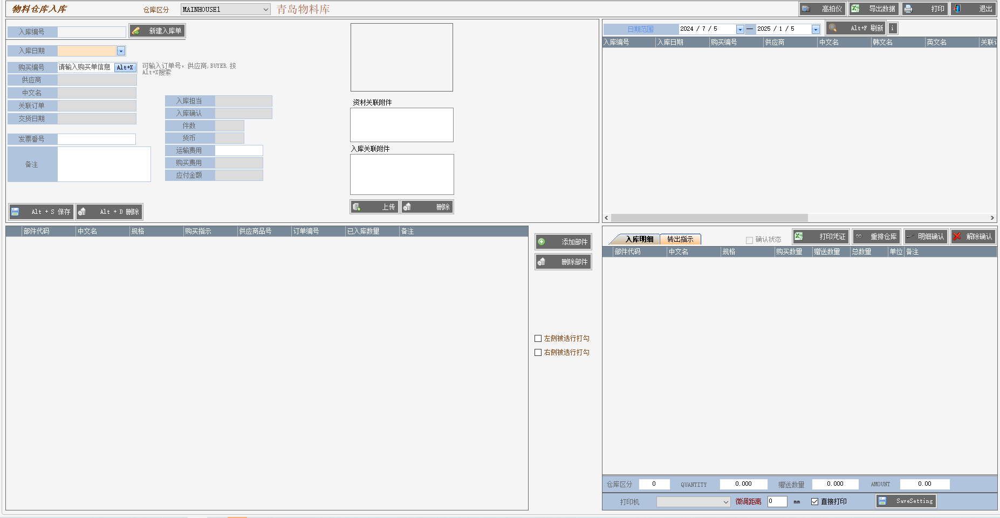 物料仓库入库
仓库区分 MAINHOUSE1 青岛物料库
高拍仪 导出数据 打印 退出
入库编号 新建入库单
入库日期
购买编号 请输入购买单信息 Alt+X
可输入订单号，供应商,BUYER 按
Alt+X搜索
供应商
中文名
关联订单
交货日期
发票番号
备注
入库担当
入库确认
件数
货币
运输费用
购买费用
应付金额
Alt + S 保存 Alt + D 删除
资材关联附件
入库关联附件
上传 删除
日期范围 2024 / 7 / 5 — 2025 / 1 / 5 Alt+F 刷新 i
入库编号 入库日期 购买编号 供应商 中文名 韩文名 英文名 关联订
部件代码 中文名 规格 购买指示 供应商品号 订单编号 已入库数量 备注
添加部件
删除部件
左侧被选行打勾
右侧被选行打勾
入库明细 转出指示 确认状态 打印凭证 重排仓库 明细确认 解除确认
部件代码 中文名 规格 购买数量 赠送数量 总数量 单位 备注
仓库区分 0 QUANTITY 0.000 赠送数量 0.000 AMOUNT 0.00
打印机 微调距离 0 mm 直接打印 SaveSetting